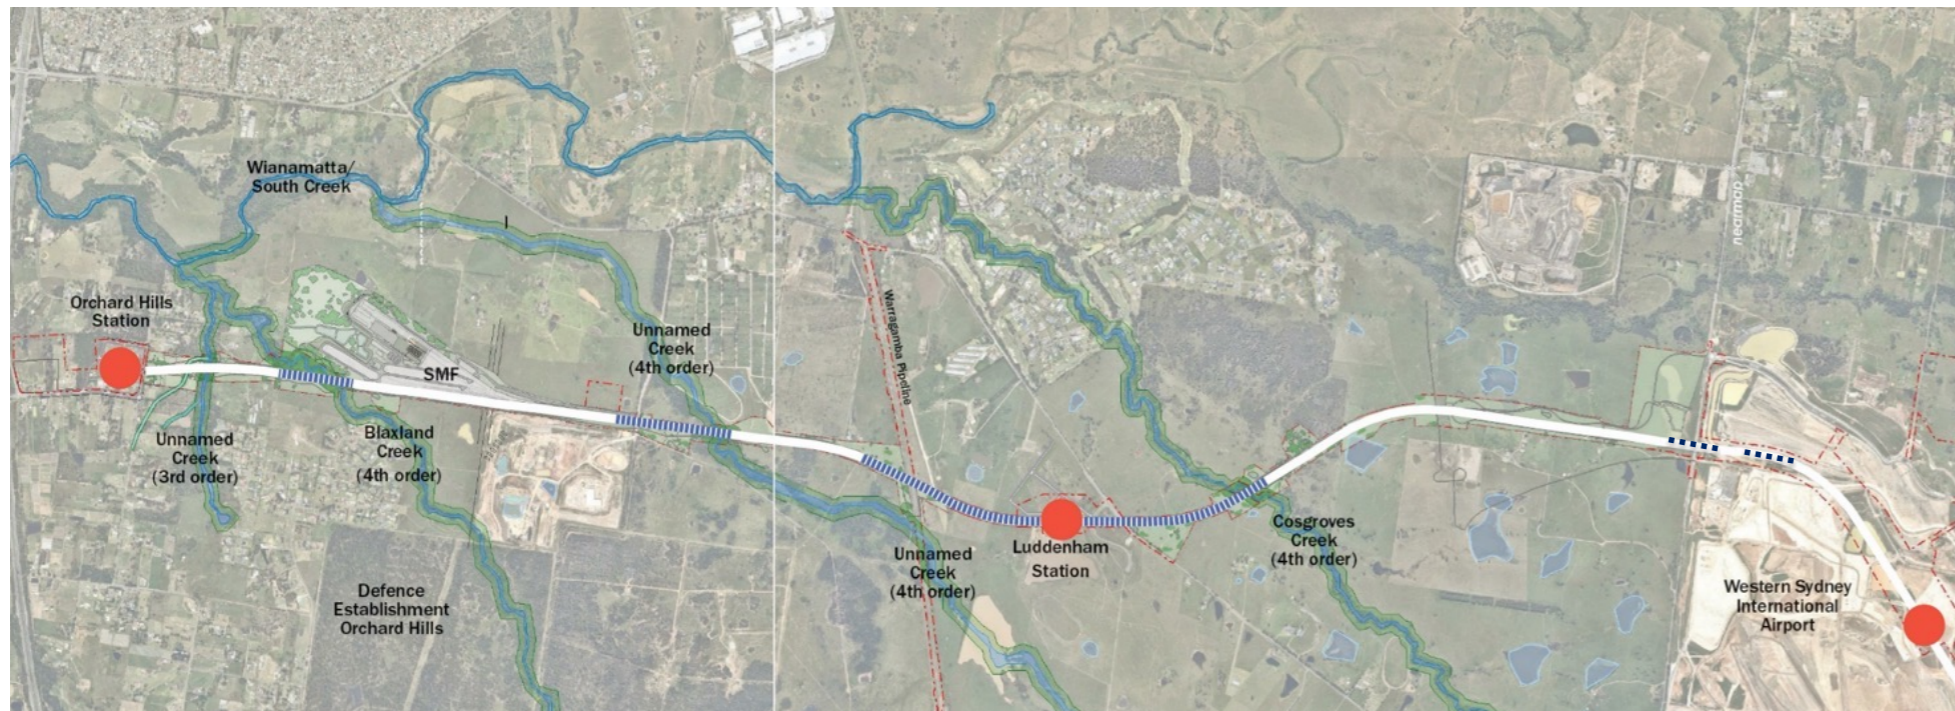 Wianamatta/
South Creek
Orchard Hills
Station
SMF
Unnamed
Creek
(4th order)
Unnamed
Creek
(3rd order)
Blaxland
Creek
(4th order)
Defence
Establishment
Orchard Hills
Warragamba Pipeline
Unnamed
Creek
(4th order)
Luddenham
Station
Cosgroves
Creek
(4th order)
nearmap
Western Sydney
International
Airport